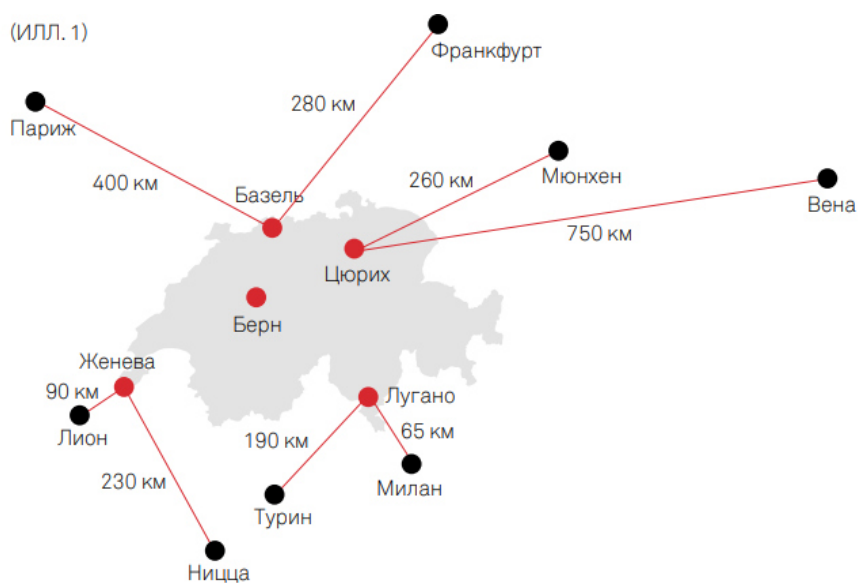 (ИЛЛ. 1)
Франкфурт
280 км
Париж
400 км
Базель
260 км
Мюнхен
Вена
750 км
Цюрих
Берн
Женева
90 км
Лион
Лугано
190 км
65 км
230 км
Милан
Турин
Ницца